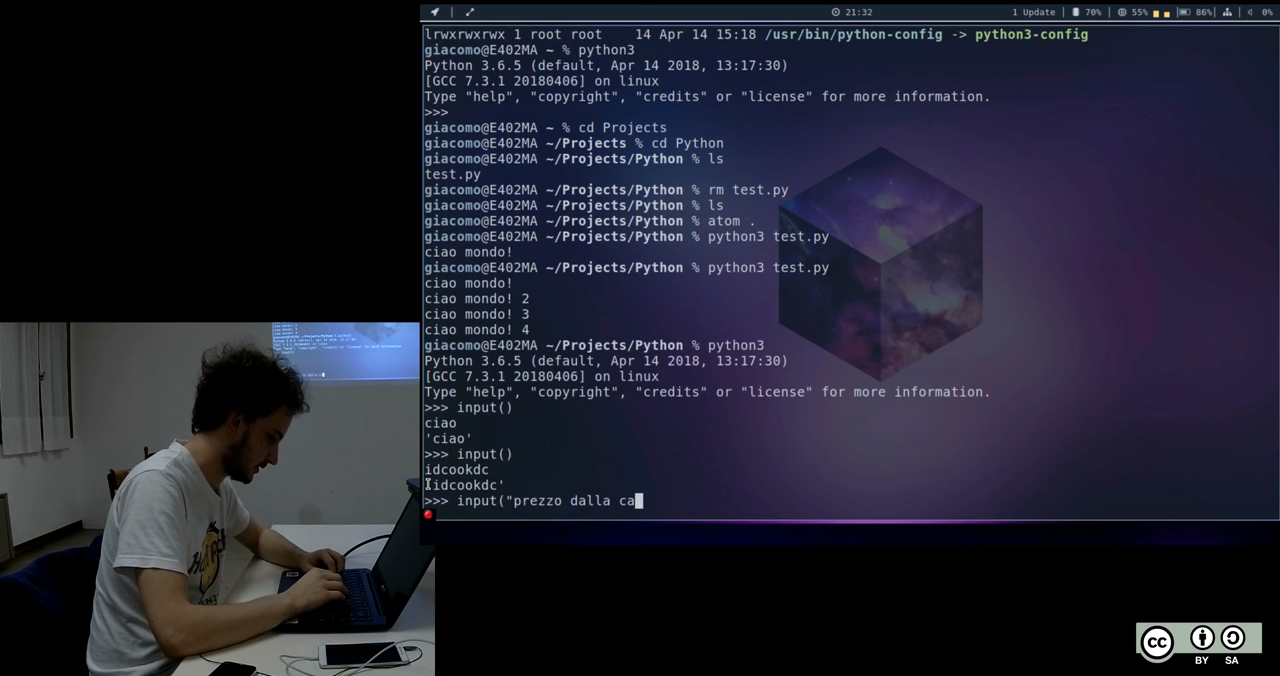 21:32
1 Update | 70% | 55% 86% | 0%
lrwxrwxrwx 1 root root 14 Apr 14 15:18 /usr/bin/python-config -> python3-config
giacomo@E402MA ~ % python3
Python 3.6.5 (default, Apr 14 2018, 13:17:30)
[GCC 7.3.1 20180406] on linux
Type "help", "copyright", "credits" or "license" for more information.
>>>
giacomo@E402MA ~ % cd Projects
giacomo@E402MA ~/Projects % cd Python
giacomo@E402MA ~/Projects/Python % ls
test.py
giacomo@E402MA ~/Projects/Python % rm test.py
giacomo@E402MA ~/Projects/Python % ls
giacomo@E402MA ~/Projects/Python % atom .
giacomo@E402MA ~/Projects/Python % python3 test.py
ciao mondo!
giacomo@E402MA ~/Projects/Python % python3 test.py
ciao mondo!
ciao mondo! 2
ciao mondo! 3
ciao mondo! 4
giacomo@E402MA ~/Projects/Python % python3
Python 3.6.5 (default, Apr 14 2018, 13:17:30)
[GCC 7.3.1 20180406] on linux
Type "help", "copyright", "credits" or "license" for more information.
>>> input()
ciao
'ciao'
>>> input()
idcookdc
'idcookdc'
>>> input("prezzo dalla ca
cc
BY SA